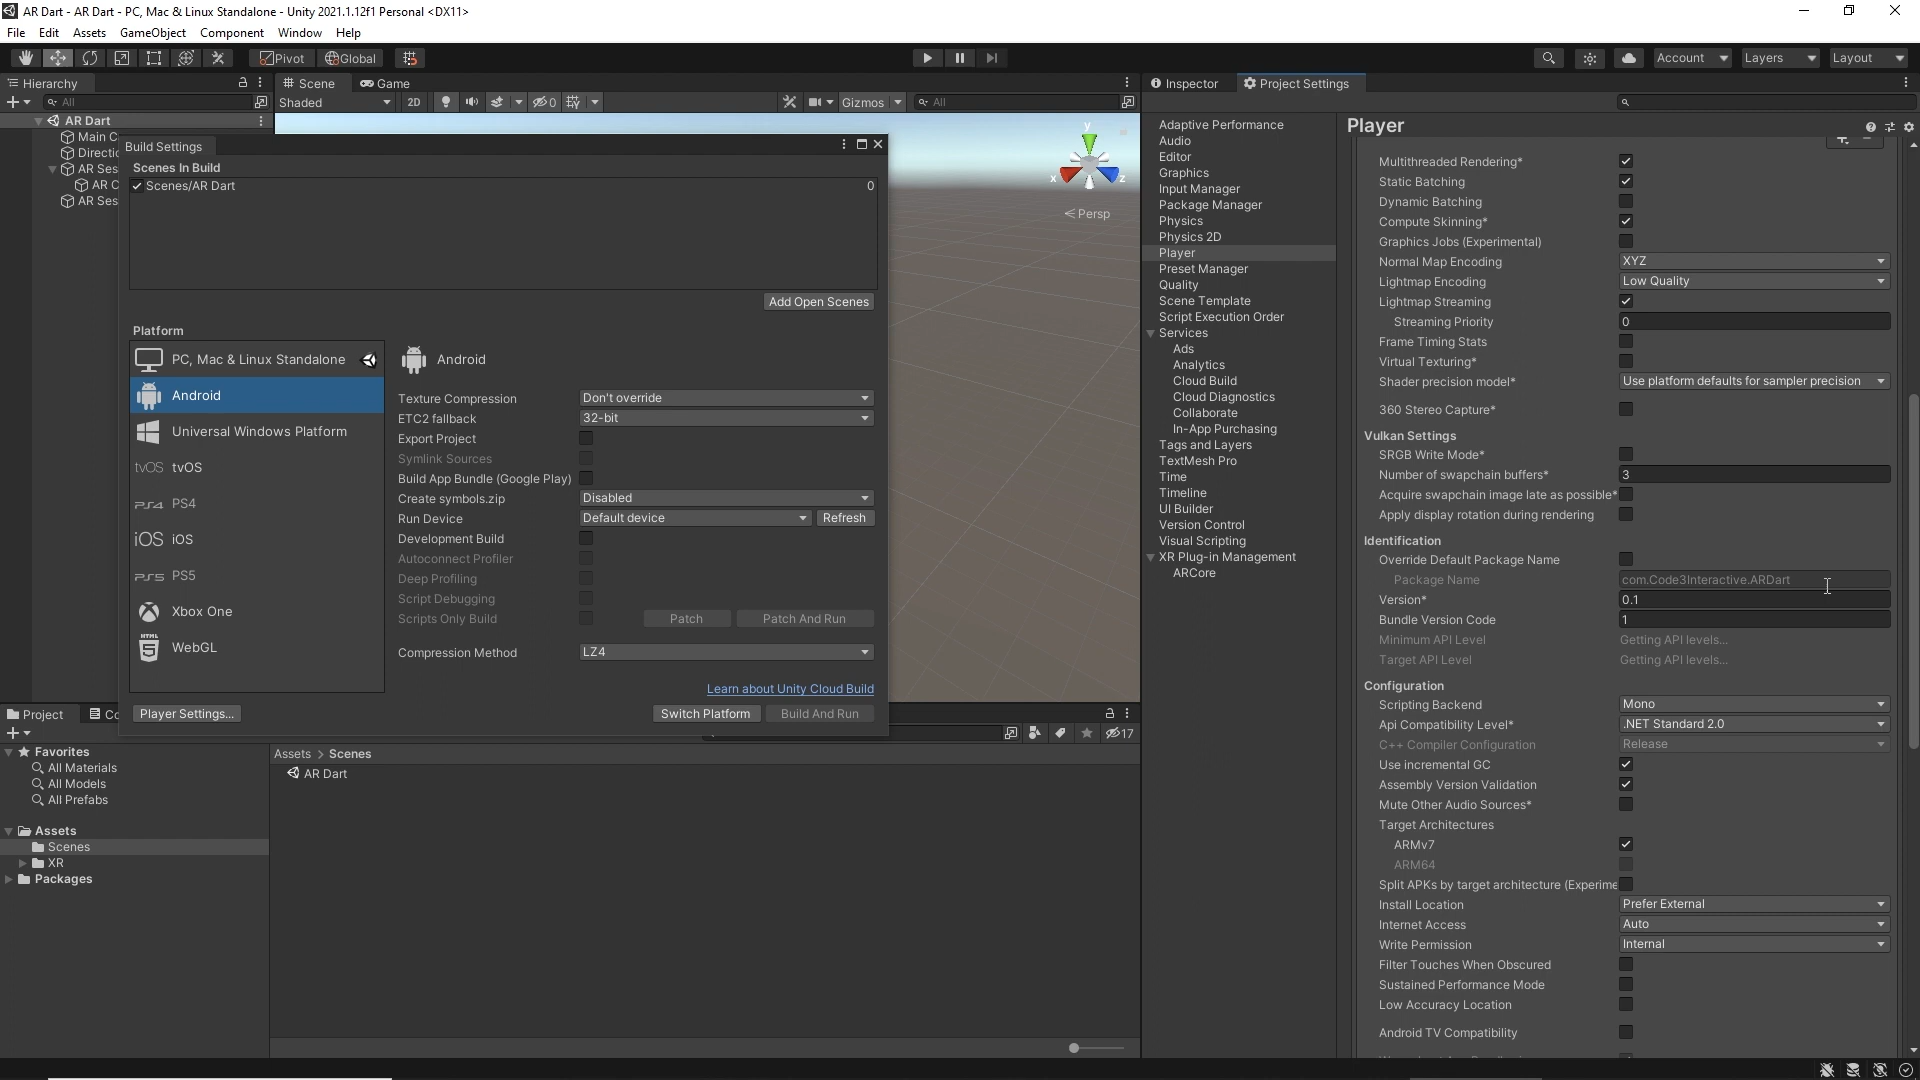 AR Dart - AR Dart - PC, Mac & Linux Standalone - Unity 2021.1.12f1 Personal <DX11>
File Edit Assets GameObject Component Window Help
Pivot Global Account Layers Layout
Hierarchy
All
AR Dart
Main C
Directio
AR Ses
AR C
AR Ses
Scene Game
Shaded 2D 0 Gizmos All
y
x z
Persp
Build Settings
Scenes In Build
Scenes/AR Dart 0
Add Open Scenes
Platform
PC, Mac & Linux Standalone
Android
Universal Windows Platform
tvOS tvOS
PS4 PS4
iOS iOS
PS5 PS5
Xbox One
HTML
WebGL
Android
Texture Compression Don't override
ETC2 fallback 32-bit
Export Project
Symlink Sources
Build App Bundle (Google Play)
Create symbols.zip Disabled
Run Device Default device Refresh
Development Build
Autoconnect Profiler
Deep Profiling
Script Debugging
Scripts Only Build Patch Patch And Run
Compression Method LZ4
Learn about Unity Cloud Build
Player Settings... Switch Platform Build And Run
Project Co
17
Favorites
All Materials
All Models
All Prefabs
Assets
Scenes
XR
Packages
Assets > Scenes
AR Dart
Inspector Project Settings
Adaptive Performance
Audio
Editor
Graphics
Input Manager
Package Manager
Physics
Physics 2D
Player
Preset Manager
Quality
Scene Template
Script Execution Order
Services
Ads
Analytics
Cloud Build
Cloud Diagnostics
Collaborate
In-App Purchasing
Tags and Layers
TextMesh Pro
Time
Timeline
UI Builder
Version Control
Visual Scripting
XR Plug-in Management
ARCore
Player
Multithreaded Rendering*
Static Batching
Dynamic Batching
Compute Skinning*
Graphics Jobs (Experimental)
Normal Map Encoding XYZ
Lightmap Encoding Low Quality
Lightmap Streaming
Streaming Priority 0
Frame Timing Stats
Virtual Texturing*
Shader precision model* Use platform defaults for sampler precision
360 Stereo Capture*
Vulkan Settings
SRGB Write Mode*
Number of swapchain buffers* 3
Acquire swapchain image late as possible*
Apply display rotation during rendering
Identification
Override Default Package Name
Package Name com.Code3Interactive.ARDart
Version* 0.1
Bundle Version Code 1
Minimum API Level Getting API levels...
Target API Level Getting API levels...
Configuration
Scripting Backend Mono
Api Compatibility Level* .NET Standard 2.0
C++ Compiler Configuration Release
Use incremental GC
Assembly Version Validation
Mute Other Audio Sources*
Target Architectures
ARMv7
ARM64
Split APKs by target architecture (Experime
Install Location Prefer External
Internet Access Auto
Write Permission Internal
Filter Touches When Obscured
Sustained Performance Mode
Low Accuracy Location
Android TV Compatibility